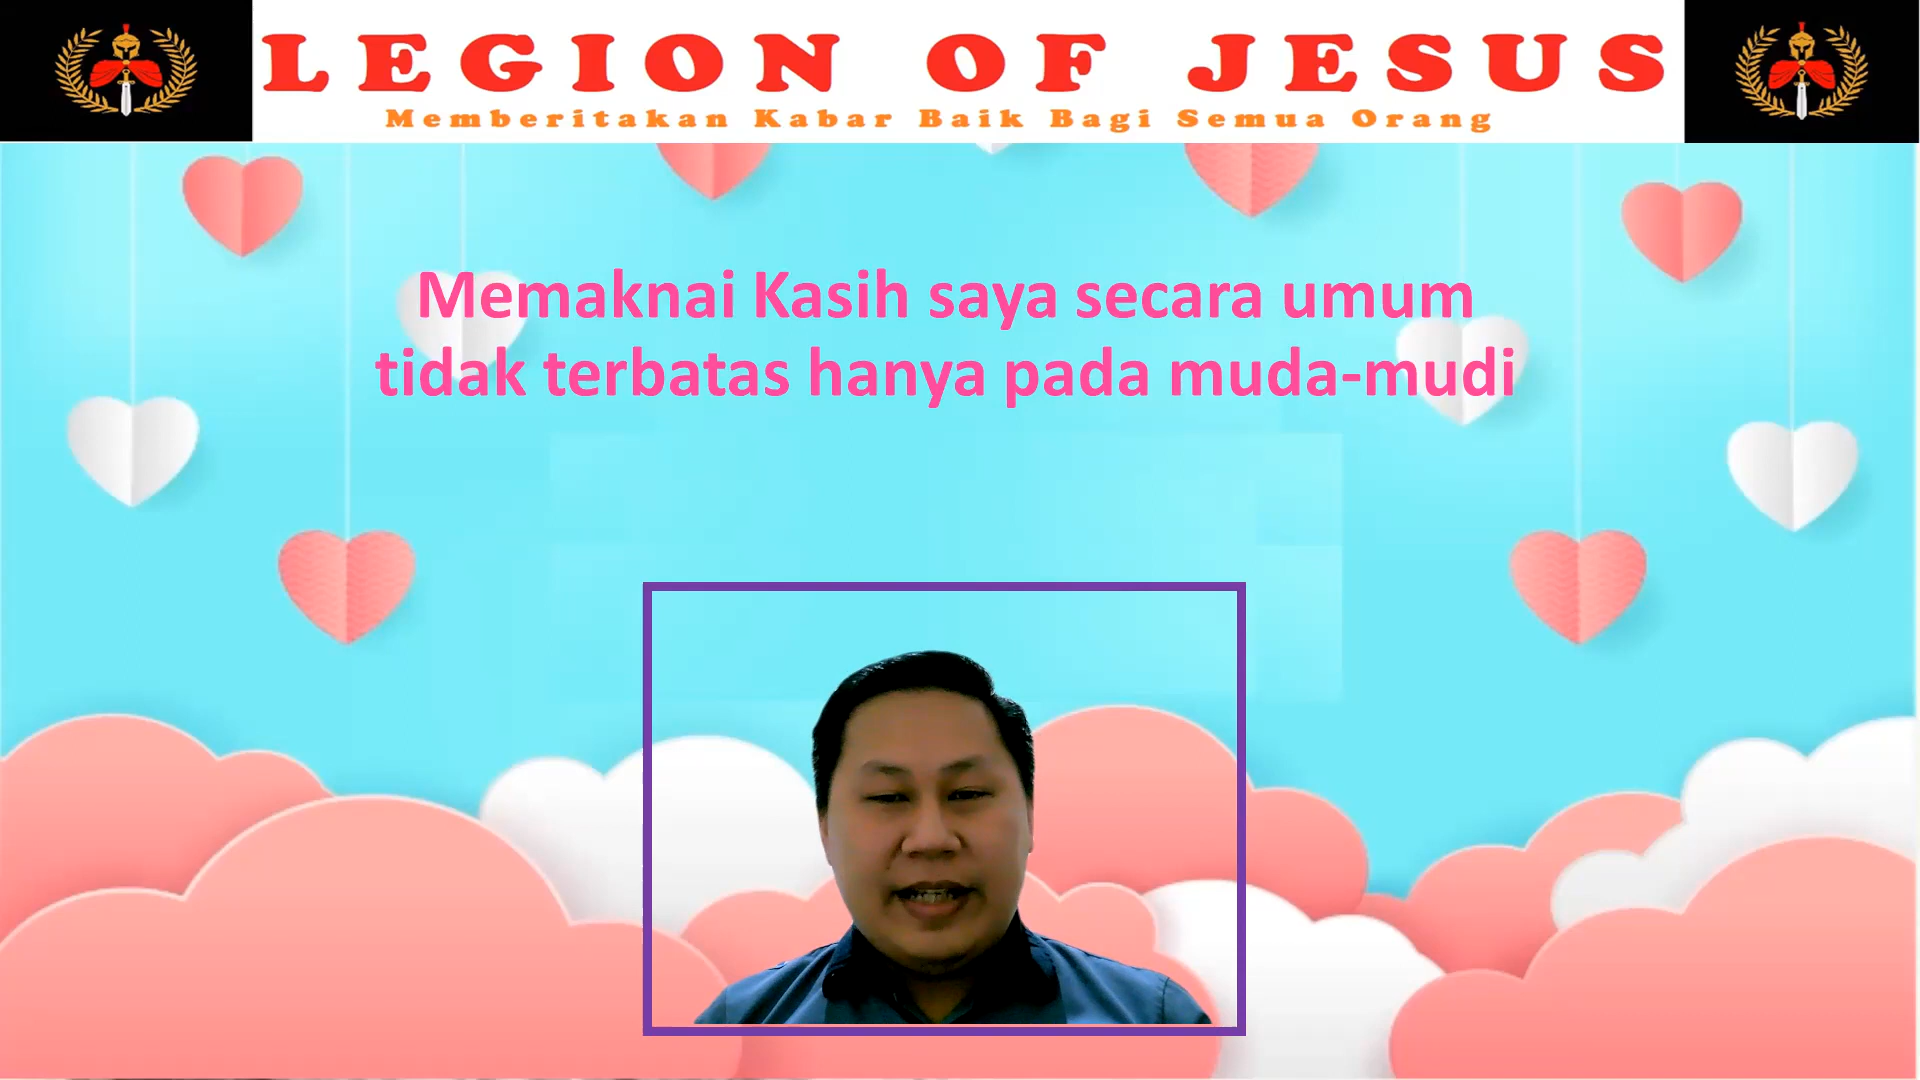 LEGION OF JESUS
Memberitakan Kabar Baik Bagi Semua Orang
Memaknai Kasih saya secara umum
tidak terbatas hanya pada muda-mudi